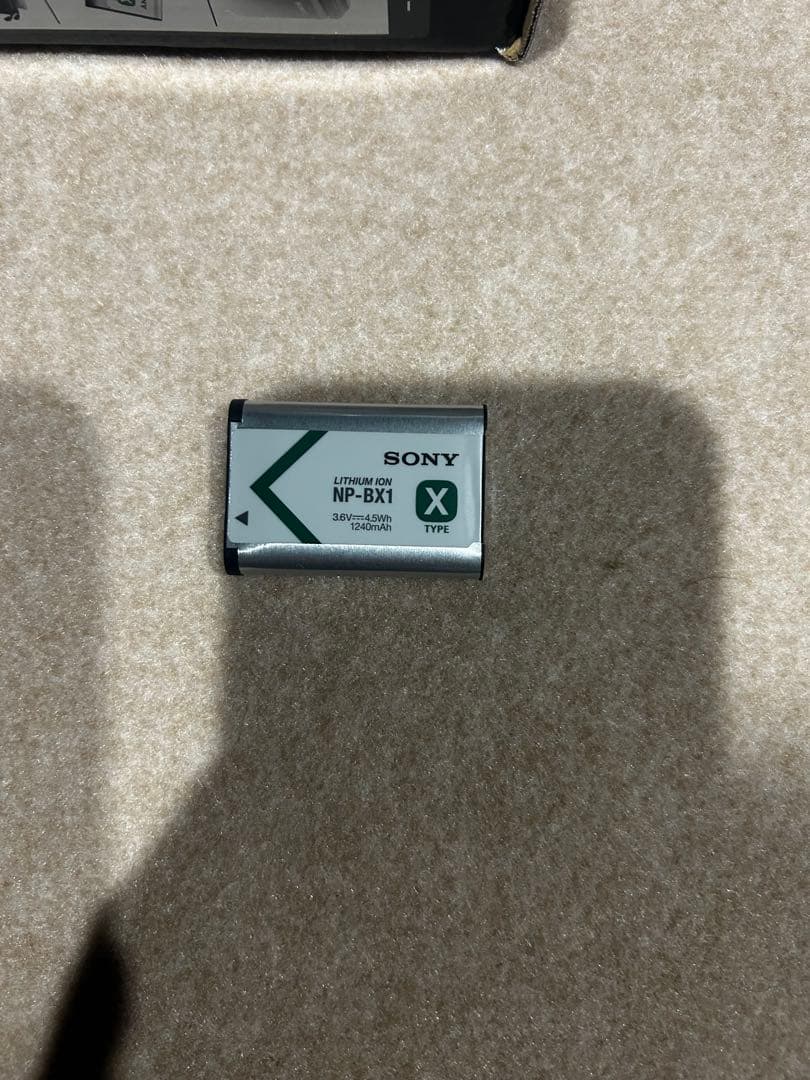 SONY
LITHIUM ION
NP-BX1
3.6V⎓4.5Wh
1240mAh
X
TYPE